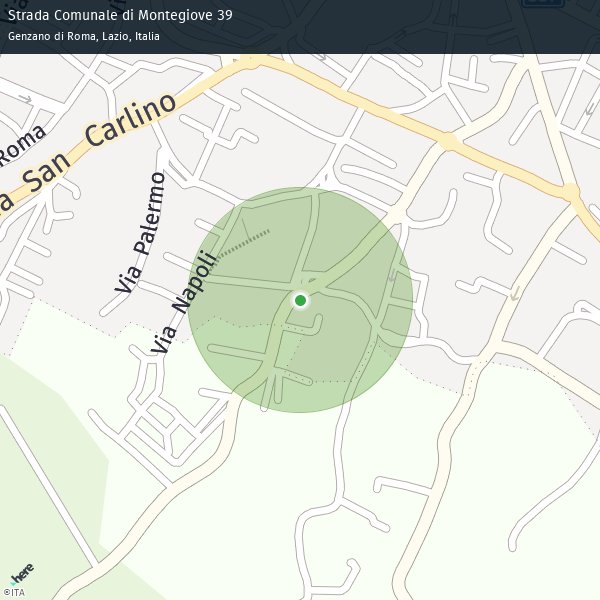 Strada Comunale di Montegiove 39
Genzano di Roma, Lazio, Italia
Roma
San Carlino
Via Palermo
Via Napoli
here
©ITA